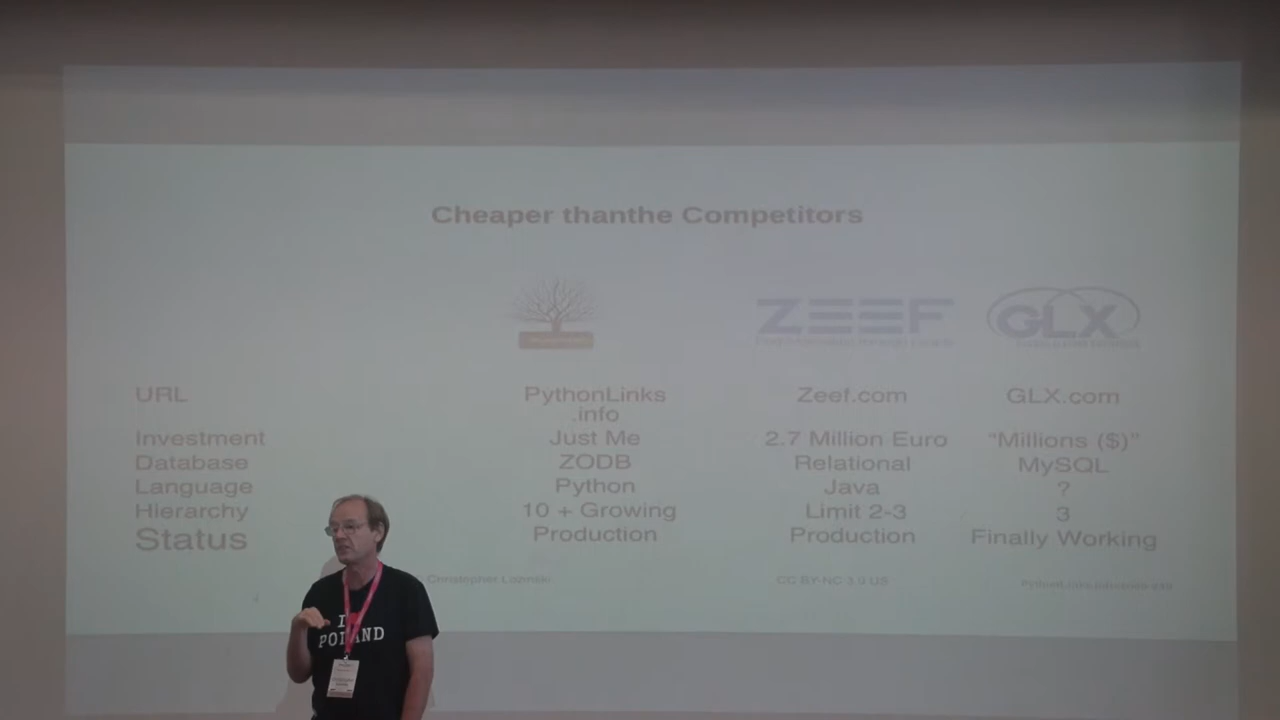 Cheaper thanthe Competitors
ZEEF
GLX
URL PythonLinks .info Zeef.com GLX.com
Investment Just Me 2.7 Million Euro "Millions ($)"
Database ZODB Relational MySQL
Language Python Java ?
Hierarchy 10 + Growing Limit 2-3 3
Status Production Production Finally Working
Christopher Lozinski CC BY-NC 3.0 US
4
I
POLAND